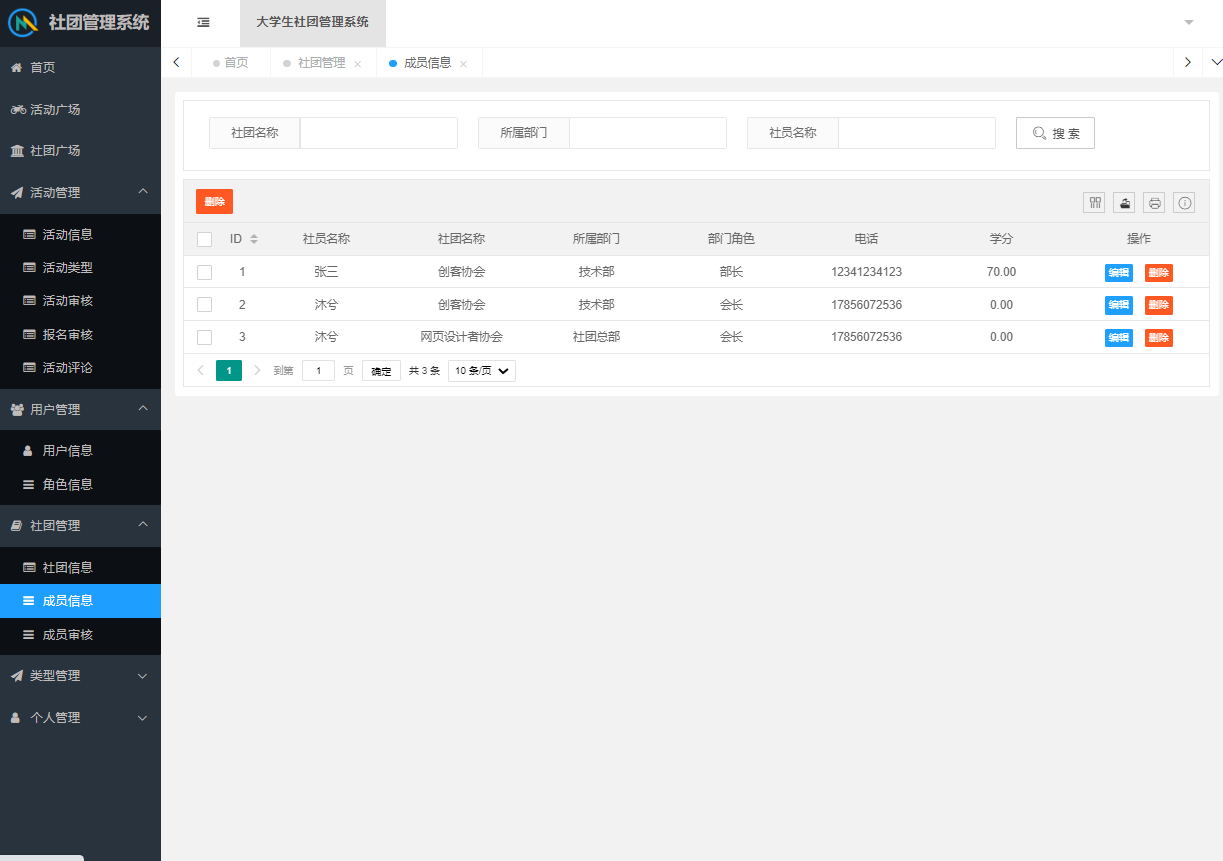 社团管理系统
大学生社团管理系统
首页
社团管理
成员信息
首页
活动广场
社团广场
活动管理
活动信息
活动类型
活动审核
报名审核
活动评论
用户管理
用户信息
角色信息
社团管理
社团信息
成员信息
成员审核
类型管理
个人管理
社团名称 所属部门 社员名称 搜 索
删除
ID 社员名称 社团名称 所属部门 部门角色 电话 学分 操作
1 张三 创客协会 技术部 部长 12341234123 70.00 编辑 删除
2 沐兮 创客协会 技术部 会长 17856072536 0.00 编辑 删除
3 沐兮 网页设计者协会 社团总部 会长 17856072536 0.00 编辑 删除
1 到第 1 页 确定 共 3 条 10 条/页